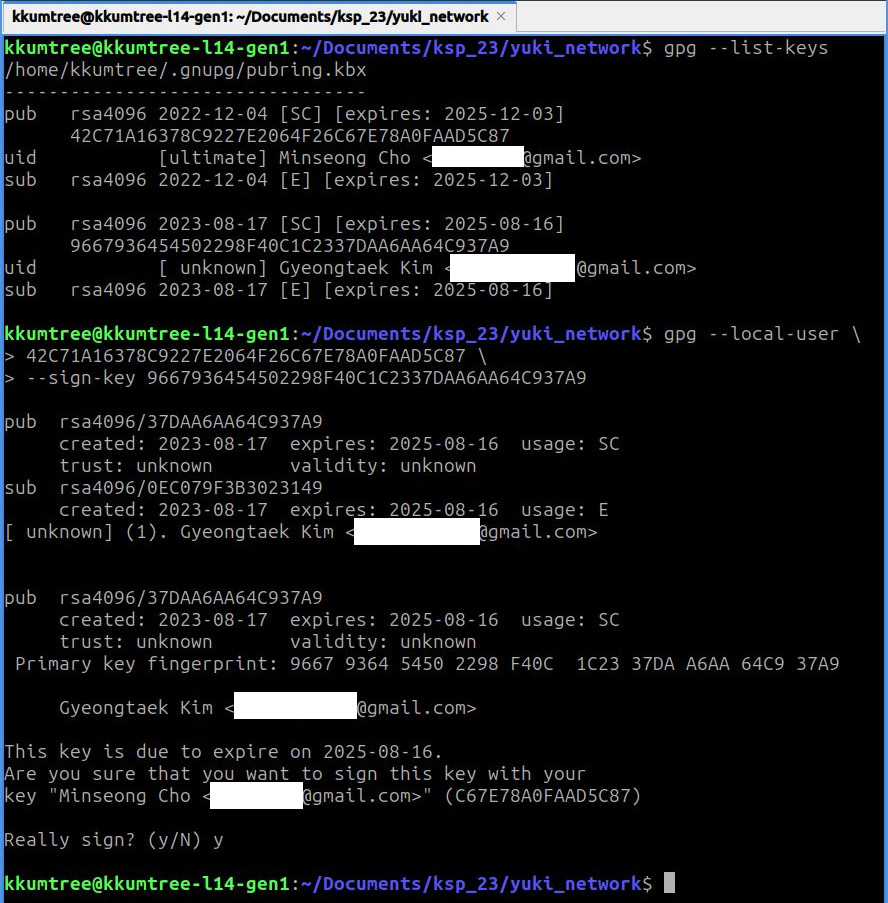 kkumtree@kkumtree-l14-gen1: ~/Documents/ksp_23/yuki_network ×
kkumtree@kkumtree-l14-gen1:~/Documents/ksp_23/yuki_network$ gpg --list-keys
/home/kkumtree/.gnupg/pubring.kbx
---------------------------------
pub   rsa4096 2022-12-04 [SC] [expires: 2025-12-03]
      42C71A16378C9227E2064F26C67E78A0FAAD5C87
uid           [ultimate] Minseong Cho <@gmail.com>
sub   rsa4096 2022-12-04 [E] [expires: 2025-12-03]

pub   rsa4096 2023-08-17 [SC] [expires: 2025-08-16]
      9667936454502298F40C1C2337DAA6AA64C937A9
uid           [ unknown] Gyeongtaek Kim <@gmail.com>
sub   rsa4096 2023-08-17 [E] [expires: 2025-08-16]

kkumtree@kkumtree-l14-gen1:~/Documents/ksp_23/yuki_network$ gpg --local-user \
> 42C71A16378C9227E2064F26C67E78A0FAAD5C87 \
> --sign-key 9667936454502298F40C1C2337DAA6AA64C937A9

pub  rsa4096/37DAA6AA64C937A9
     created: 2023-08-17  expires: 2025-08-16  usage: SC
     trust: unknown       validity: unknown
sub  rsa4096/0EC079F3B3023149
     created: 2023-08-17  expires: 2025-08-16  usage: E
[ unknown] (1). Gyeongtaek Kim <@gmail.com>


pub  rsa4096/37DAA6AA64C937A9
     created: 2023-08-17  expires: 2025-08-16  usage: SC
     trust: unknown       validity: unknown
 Primary key fingerprint: 9667 9364 5450 2298 F40C  1C23 37DA A6AA 64C9 37A9

     Gyeongtaek Kim <@gmail.com>

This key is due to expire on 2025-08-16.
Are you sure that you want to sign this key with your
key "Minseong Cho <@gmail.com>" (C67E78A0FAAD5C87)

Really sign? (y/N) y

kkumtree@kkumtree-l14-gen1:~/Documents/ksp_23/yuki_network$